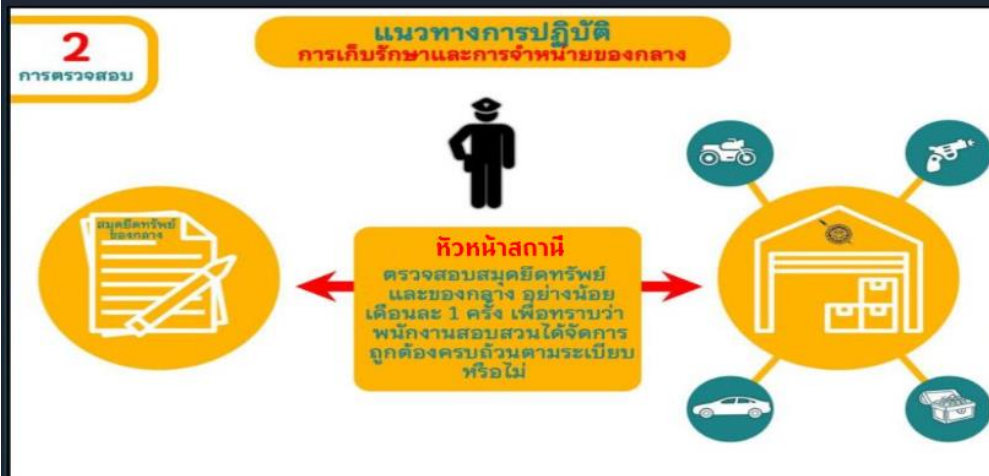 2
การตรวจสอบ
แนวทางการปฏิบัติ
การเก็บรักษาและการจำหน่ายของกลาง
สมุดยึดทรัพย์
ของกลาง
หัวหน้าสถานี
ตรวจสอบสมุดยึดทรัพย์
และของกลาง อย่างน้อย
เดือนละ 1 ครั้ง เพื่อทราบว่า
พนักงานสอบสวนได้จัดการ
ถูกต้องครบถ้วนตามระเบียบ
หรือไม่